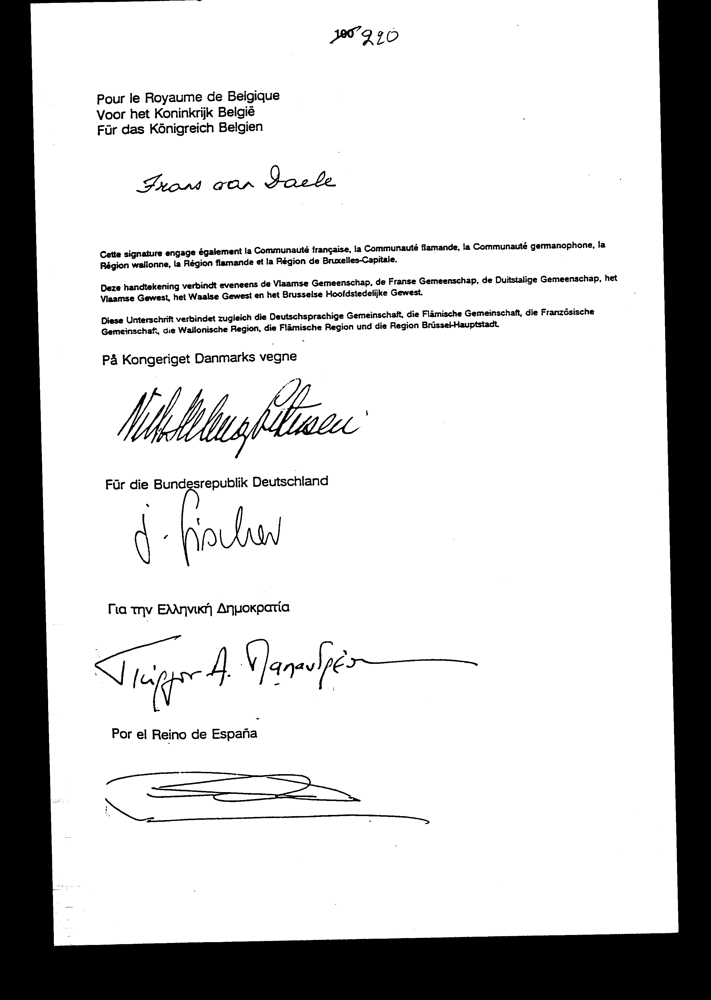 100 220
Pour le Royaume de Belgique
Voor het Koninkrijk België
Für das Königreich Belgien
Frans van Daele
Cette signature engage également la Communauté française, la Communauté flamande, la Communauté germanophone, la
Région wallonne, la Région flamande et la Région de Bruxelles-Capitale.
Deze handtekening verbindt eveneens de Vlaamse Gemeenschap, de Franse Gemeenschap, de Duitstalige Gemeenschap, het
Vlaamse Gewest, het Waalse Gewest en het Brusselse Hoofdstedelijke Gewest.
Diese Unterschrift verbindet zugleich die Deutschsprachige Gemeinschaft, die Flämische Gemeinschaft, die Französische
Gemeinschaft, die Wallonische Region, die Flämische Region und die Region Brüssel-Hauptstadt.
På Kongeriget Danmarks vegne
Niels Helveg Petersen
Für die Bundesrepublik Deutschland
J. Fischer
Για την Ελληνική Δημοκρατία
Γιώργος Α. Παπανδρέου
Por el Reino de España